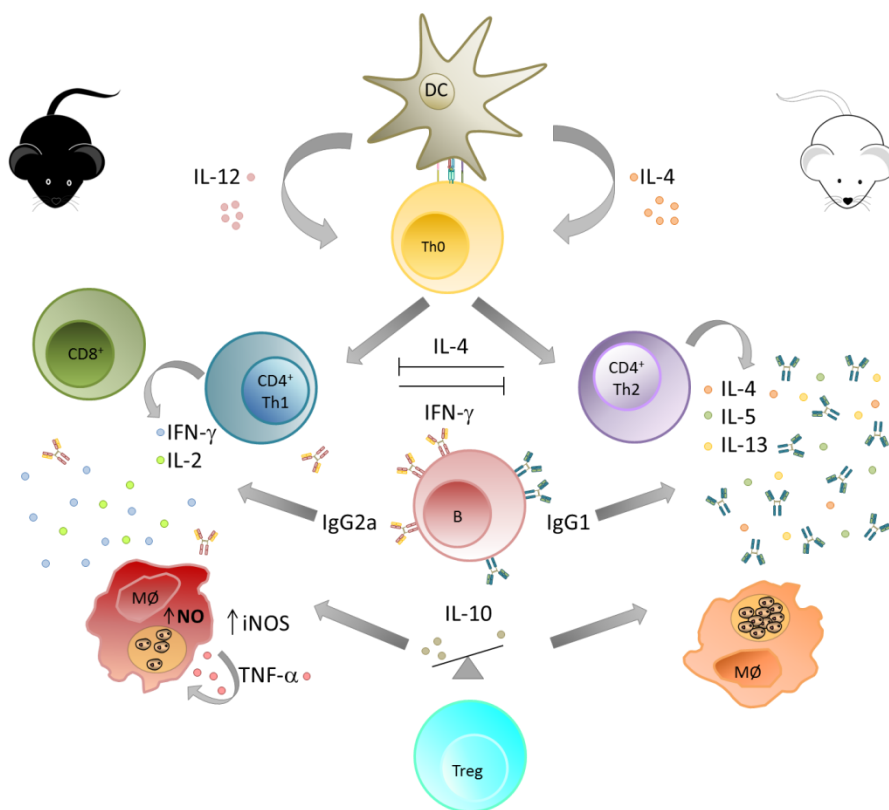 DC
IL-12
IL-4
Th0
CD8⁺
CD4⁺
Th1
IL-4
IFN-γ
CD4⁺
Th2
IFN-γ
IL-2
IL-4
IL-5
IL-13
IgG2a
B
IgG1
MØ
↑NO
↑iNOS
TNF-α
IL-10
MØ
Treg